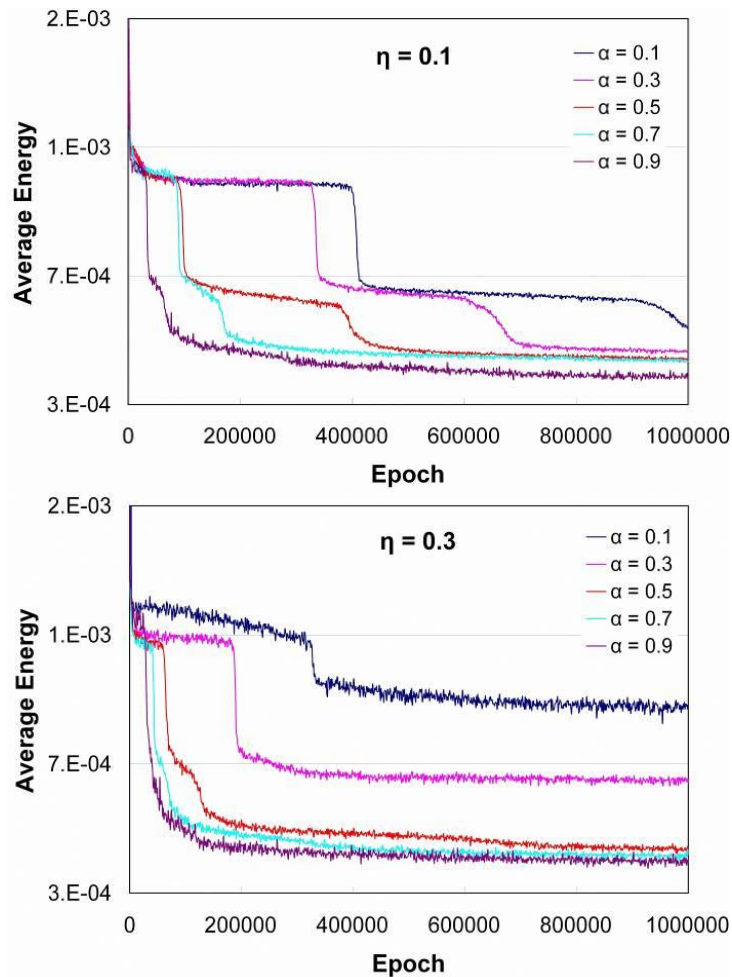 2.E-03
η = 0.1
α = 0.1
α = 0.3
α = 0.5
α = 0.7
α = 0.9
1.E-03
7.E-04
3.E-04
Average Energy
0 200000 400000 600000 800000 1000000
Epoch
2.E-03
η = 0.3
α = 0.1
α = 0.3
α = 0.5
α = 0.7
α = 0.9
1.E-03
7.E-04
3.E-04
Average Energy
0 200000 400000 600000 800000 1000000
Epoch